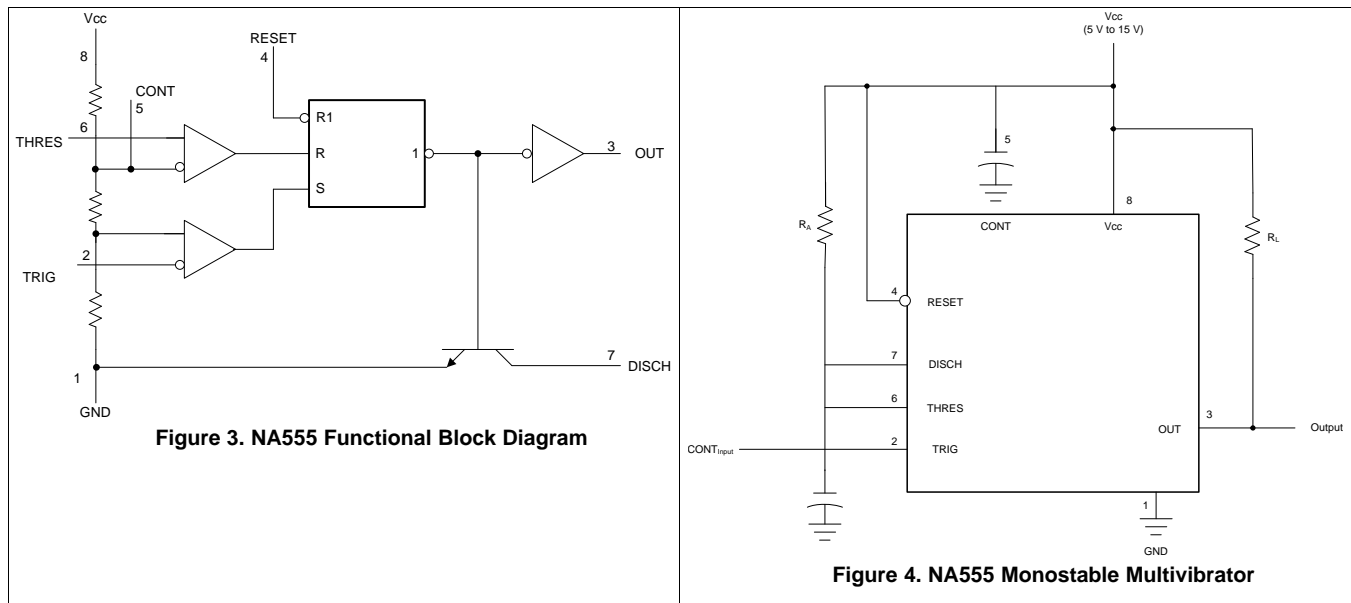 Vcc
8
RESET
4
CONT
5
6
THRES
R1
R
S
1
3
OUT
2
TRIG
7
DISCH
1
GND
Figure 3. NA555 Functional Block Diagram
Vcc
(5 V to 15 V)
5
8
RA
CONT
Vcc
RL
4
RESET
7
DISCH
6
THRES
3
OUT
Output
CONTInput
2
TRIG
1
GND
Figure 4. NA555 Monostable Multivibrator